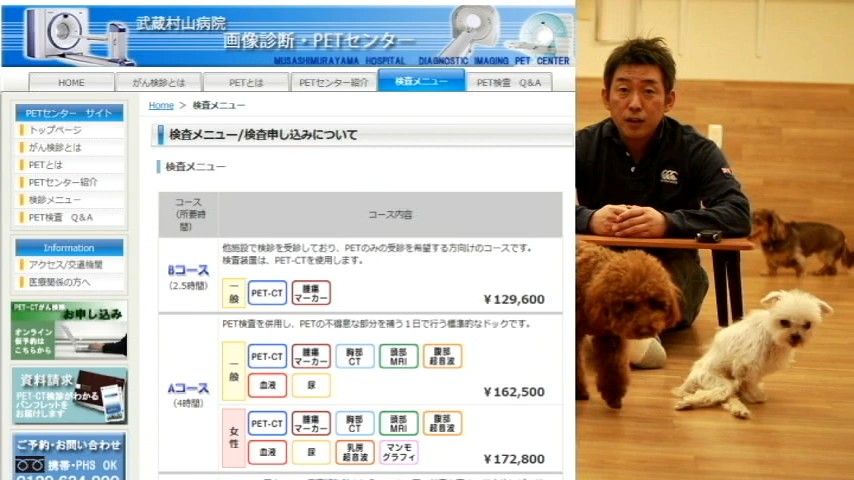 武蔵村山病院
画像診断・PETセンター
MUSASHIMURAYAMA HOSPITAL DIAGNOSTIC IMAGING PET CENTER
HOME
がん検診とは
PETとは
PETセンター紹介
検査メニュー
PET検査 Q&A
PETセンター サイト
トップページ
がん検診とは
PETとは
PETセンター紹介
検診メニュー
PET検査 Q&A
Information
アクセス/交通機関
医療関係の方へ
PET-CTがん検診
お申し込み
オンライン
仮予約は
こちらから
資料請求
PET-CT検診がわかる
パンフレットを
お届けします
ご予約・お問い合わせ
携帯・PHS OK
Home > 検査メニュー
検査メニュー/検査申し込みについて
検査メニュー
コース
(所要時
間)
コース内容
Bコース
(2.5時間)
他施設で検診を受診しており、PETのみの受診を希望する方向けのコースです。
検査装置は、PET-CTを使用します。
一般
PET-CT
腫瘍マーカー
¥129,600
Aコース
(4時間)
PET検査を併用し、PETの不得意な部分を補う1日で行う標準的なドックです。
一般
PET-CT
腫瘍マーカー
胸部CT
頭部MRI
腹部超音波
血液
尿
¥162,500
女性
PET-CT
腫瘍マーカー
胸部CT
頭部MRI
腹部超音波
血液
尿
乳房超音波
マンモグラフィ
¥172,800